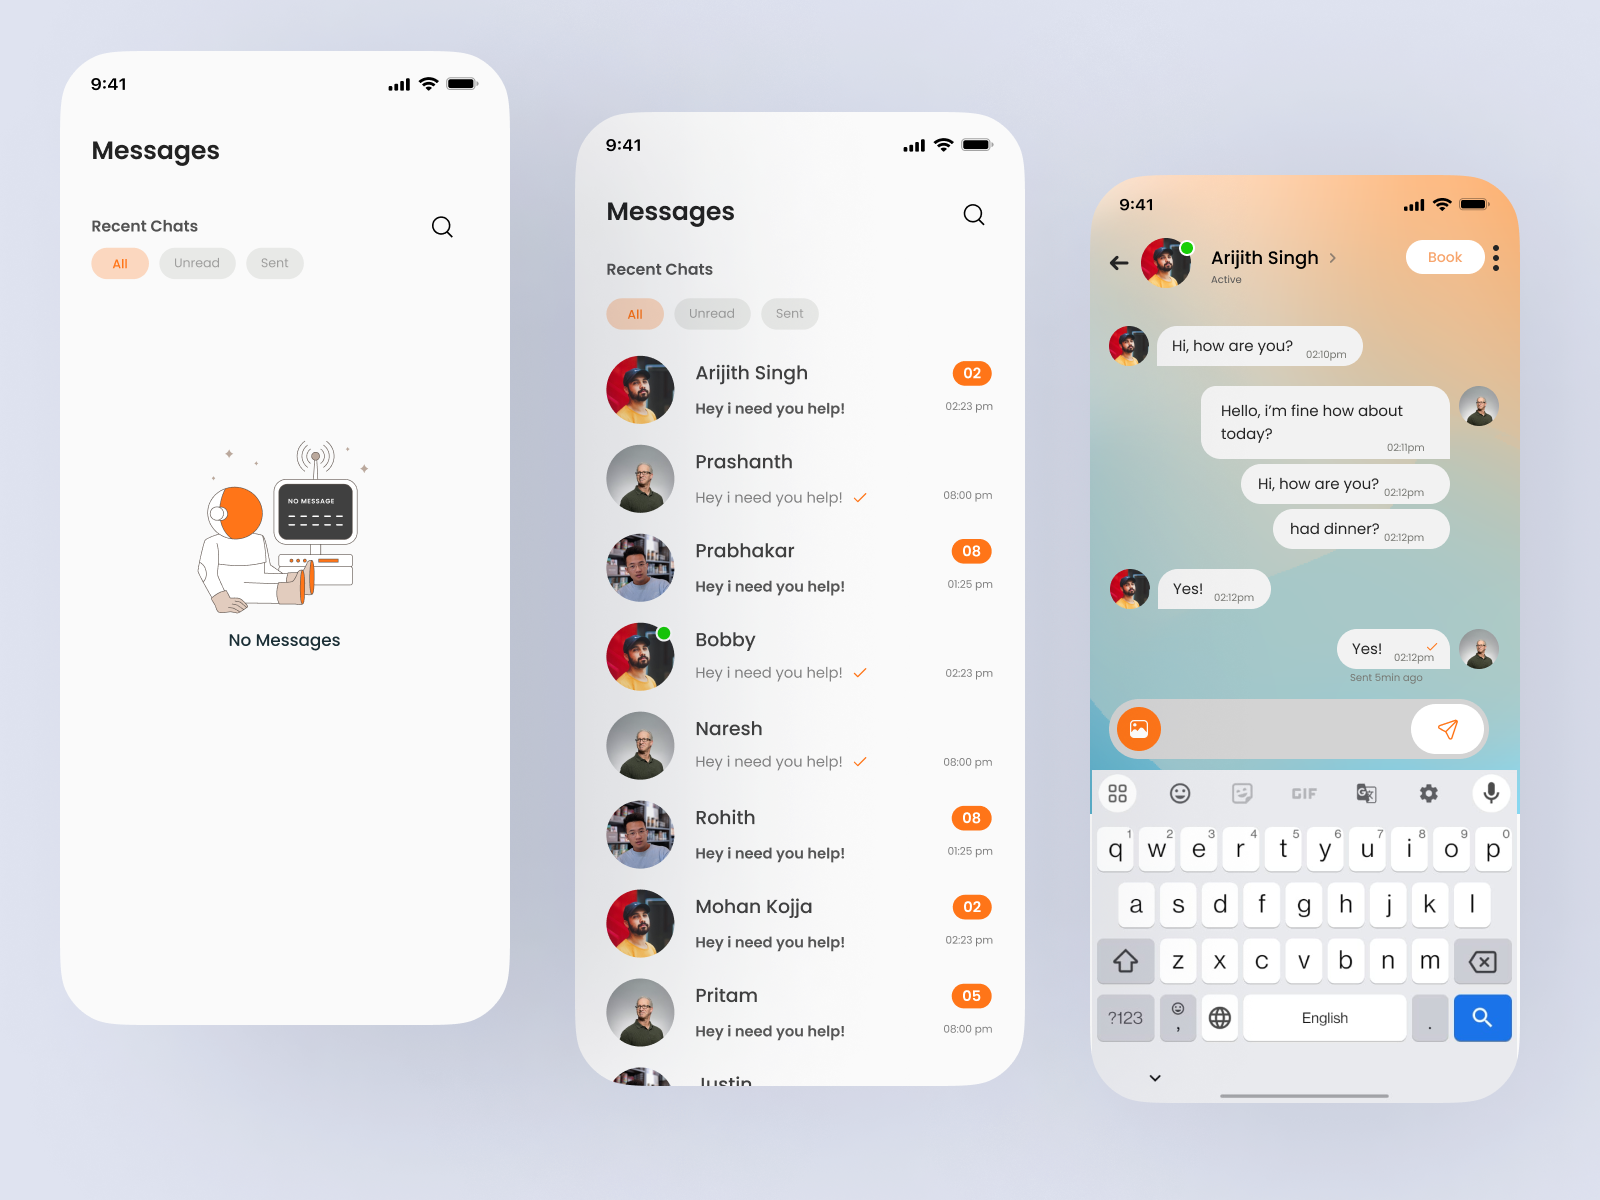 9:41
Messages
Recent Chats
All
Unread
Sent
NO MESSAGE
No Messages
9:41
Messages
Recent Chats
All
Unread
Sent
Arijith Singh
02
Hey i need you help!
02:23 pm
Prashanth
Hey i need you help!
08:00 pm
Prabhakar
08
Hey i need you help!
01:25 pm
Bobby
Hey i need you help!
02:23 pm
Naresh
Hey i need you help!
08:00 pm
Rohith
08
Hey i need you help!
01:25 pm
Mohan Kojja
02
Hey i need you help!
02:23 pm
Pritam
05
Hey i need you help!
08:00 pm
Justin
9:41
Arijith Singh
Active
Book
Hi, how are you?
02:10pm
Hello, i'm fine how about
today?
02:11pm
Hi, how are you?
02:12pm
had dinner?
02:12pm
Yes!
02:12pm
Yes!
02:12pm
Sent 5min ago
GIF
q 1 w 2 e 3 r 4 t 5 y 6 u 7 i 8 o 9 p 0
a s d f g h j k l
z x c v b n m
?123 , English .